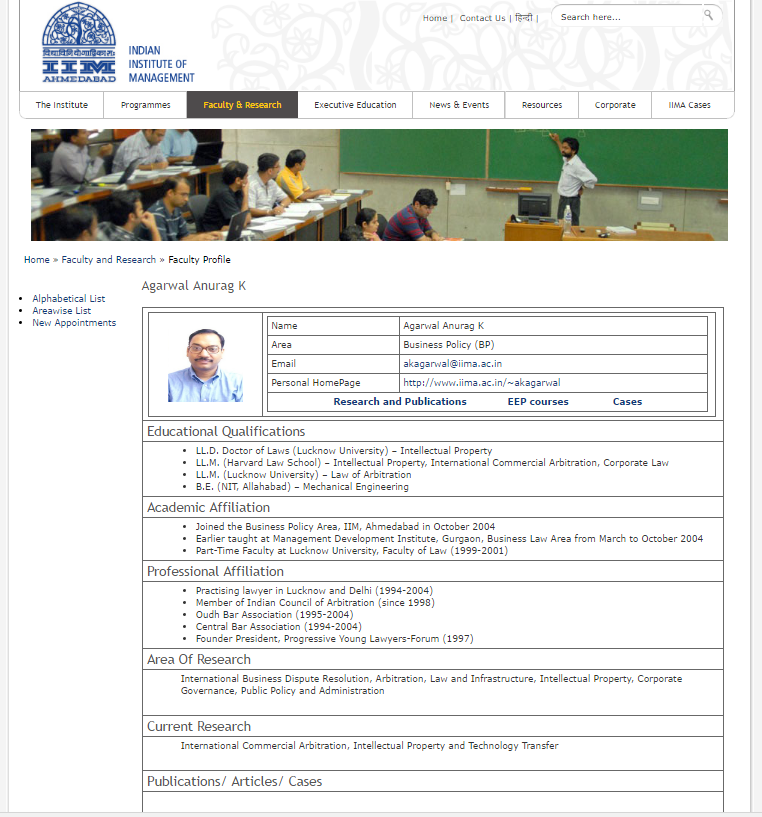 Home | Contact Us | हिन्दी |
Search here...
IIM
AHMEDABAD
INDIAN
INSTITUTE OF
MANAGEMENT
The Institute
Programmes
Faculty & Research
Executive Education
News & Events
Resources
Corporate
IIMA Cases
Home » Faculty and Research » Faculty Profile
Alphabetical List
Areawise List
New Appointments
Agarwal Anurag K
Name Agarwal Anurag K
Area Business Policy (BP)
Email akagarwal@iima.ac.in
Personal HomePage http://www.iima.ac.in/~akagarwal
Research and Publications EEP courses Cases
Educational Qualifications
LL.D. Doctor of Laws (Lucknow University) – Intellectual Property
LL.M. (Harvard Law School) – Intellectual Property, International Commercial Arbitration, Corporate Law
LL.M. (Lucknow University) – Law of Arbitration
B.E. (NIT, Allahabad) – Mechanical Engineering
Academic Affiliation
Joined the Business Policy Area, IIM, Ahmedabad in October 2004
Earlier taught at Management Development Institute, Gurgaon, Business Law Area from March to October 2004
Part-Time Faculty at Lucknow University, Faculty of Law (1999-2001)
Professional Affiliation
Practising lawyer in Lucknow and Delhi (1994-2004)
Member of Indian Council of Arbitration (since 1998)
Oudh Bar Association (1995-2004)
Central Bar Association (1994-2004)
Founder President, Progressive Young Lawyers-Forum (1997)
Area Of Research
International Business Dispute Resolution, Arbitration, Law and Infrastructure, Intellectual Property, Corporate
Governance, Public Policy and Administration
Current Research
International Commercial Arbitration, Intellectual Property and Technology Transfer
Publications/ Articles/ Cases